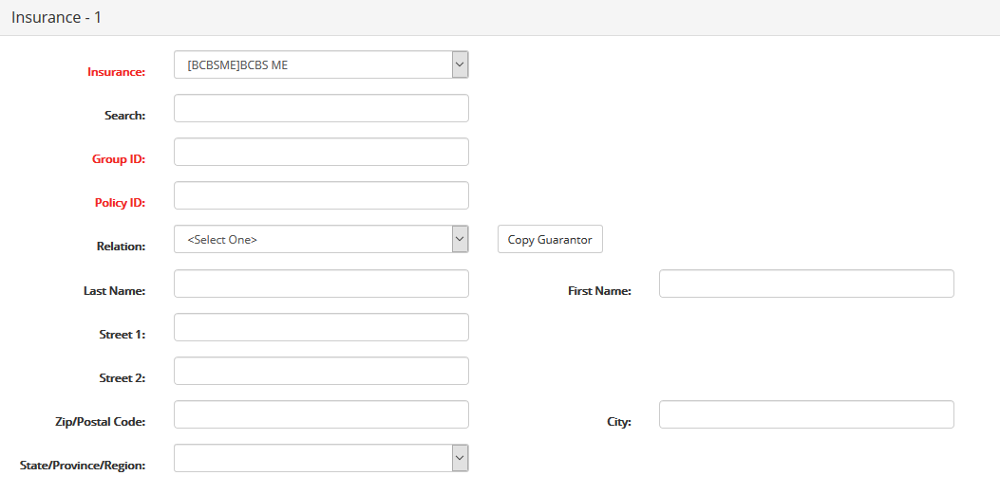 Insurance - 1
Insurance: [BCBSME]BCBS ME
Search:
Group ID:
Policy ID:
Relation: <Select One> Copy Guarantor
Last Name: First Name:
Street 1:
Street 2:
Zip/Postal Code: City:
State/Province/Region: